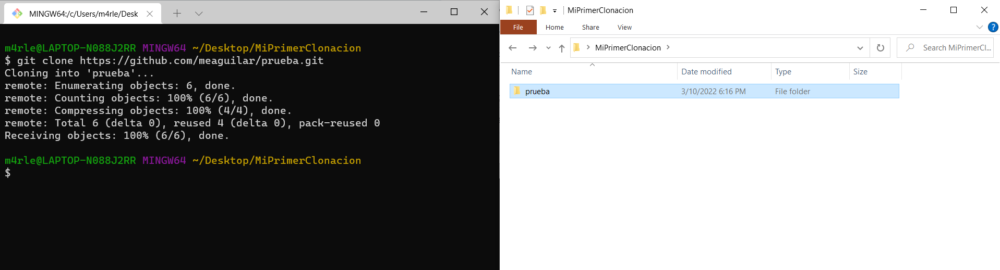 MINGW64:/c/Users/m4rle/Desk
m4rle@LAPTOP-N088J2RR MINGW64 ~/Desktop/MiPrimerClonacion
$ git clone https://github.com/meaguilar/prueba.git
Cloning into 'prueba'...
remote: Enumerating objects: 6, done.
remote: Counting objects: 100% (6/6), done.
remote: Compressing objects: 100% (4/4), done.
remote: Total 6 (delta 0), reused 4 (delta 0), pack-reused 0
Receiving objects: 100% (6/6), done.
m4rle@LAPTOP-N088J2RR MINGW64 ~/Desktop/MiPrimerClonacion
$
MiPrimerClonacion
File Home Share View
MiPrimerClonacion
Search MiPrimerCl...
Name Date modified Type Size
prueba 3/10/2022 6:16 PM File folder